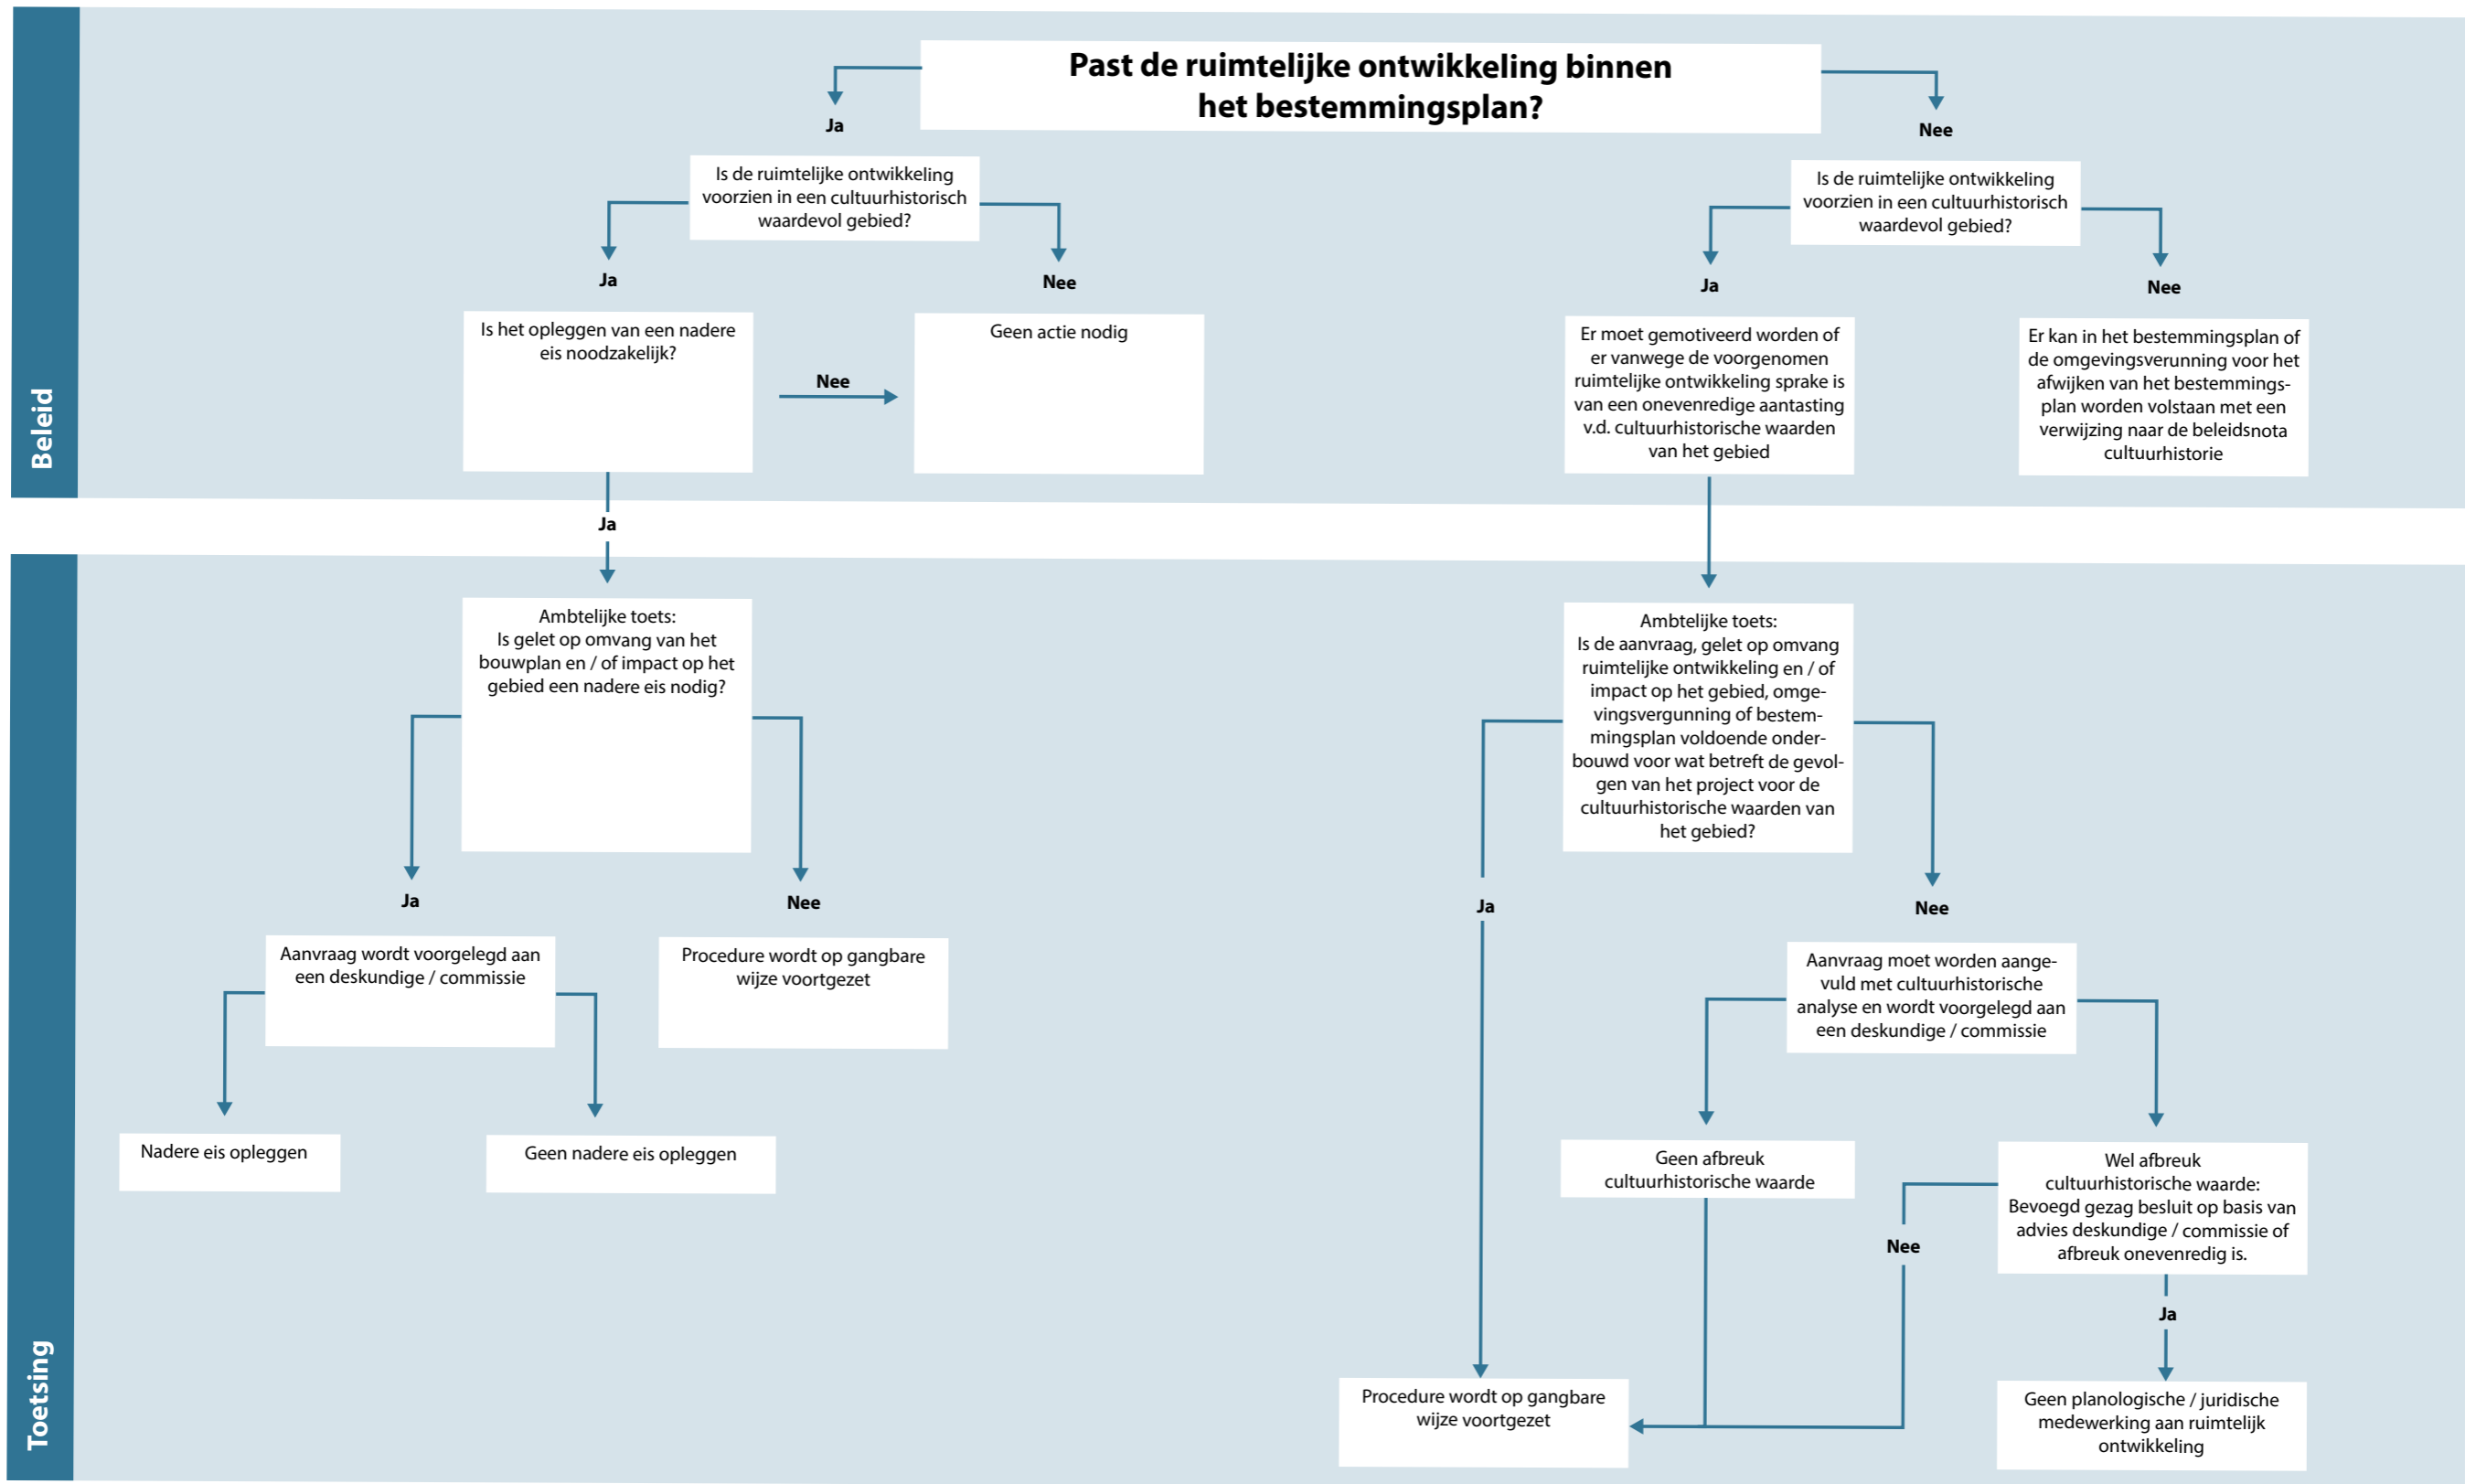 Beleid
Past de ruimtelijke ontwikkeling binnen
het bestemmingsplan?
Ja
Nee
Is de ruimtelijke ontwikkeling
voorzien in een cultuurhistorisch
waardevol gebied?
Ja
Nee
Is het opleggen van een nadere
eis noodzakelijk?
Nee
Geen actie nodig
Ja
Is de ruimtelijke ontwikkeling
voorzien in een cultuurhistorisch
waardevol gebied?
Ja
Nee
Er moet gemotiveerd worden of
er vanwege de voorgenomen
ruimtelijke ontwikkeling sprake is
van een onevenredige aantasting
v.d. cultuurhistorische waarden
van het gebied
Er kan in het bestemmingsplan of
de omgevingsverunning voor het
afwijken van het bestemmings-
plan worden volstaan met een
verwijzing naar de beleidsnota
cultuurhistorie
Toetsing
Ambtelijke toets:
Is gelet op omvang van het
bouwplan en / of impact op het
gebied een nadere eis nodig?
Ja
Nee
Aanvraag wordt voorgelegd aan
een deskundige / commissie
Procedure wordt op gangbare
wijze voortgezet
Nadere eis opleggen
Geen nadere eis opleggen
Ambtelijke toets:
Is de aanvraag, gelet op omvang
ruimtelijke ontwikkeling en / of
impact op het gebied, omge-
vingsvergunning of bestem-
mingsplan voldoende onder-
bouwd voor wat betreft de gevol-
gen van het project voor de
cultuurhistorische waarden van
het gebied?
Ja
Nee
Aanvraag moet worden aange-
vuld met cultuurhistorische
analyse en wordt voorgelegd aan
een deskundige / commissie
Geen afbreuk
cultuurhistorische waarde
Wel afbreuk
cultuurhistorische waarde:
Bevoegd gezag besluit op basis van
advies deskundige / commissie of
afbreuk onevenredig is.
Nee
Ja
Procedure wordt op gangbare
wijze voortgezet
Geen planologische / juridische
medewerking aan ruimtelijk
ontwikkeling